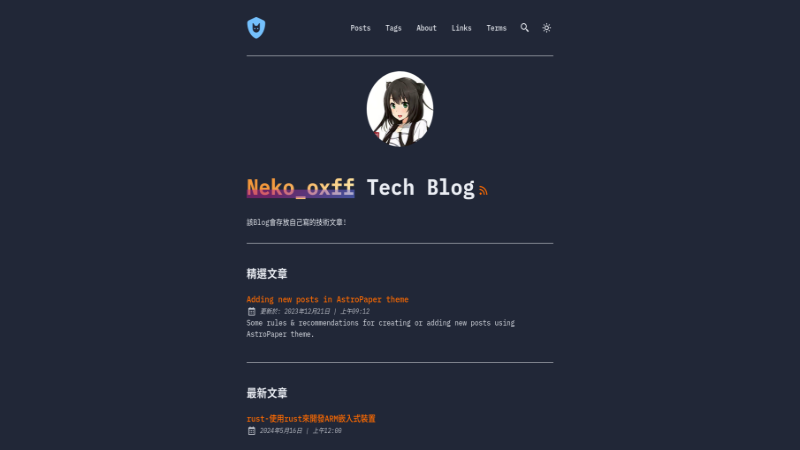 Posts Tags About Links Terms
Neko_oxff Tech Blog
該Blog會存放自己寫的技術文章!
精選文章
Adding new posts in AstroPaper theme
更新於: 2023年12月21日 | 上午09:12
Some rules & recommendations for creating or adding new posts using
AstroPaper theme.
最新文章
rust-使用rust來開發ARM嵌入式裝置
2024年5月16日 | 上午12:00